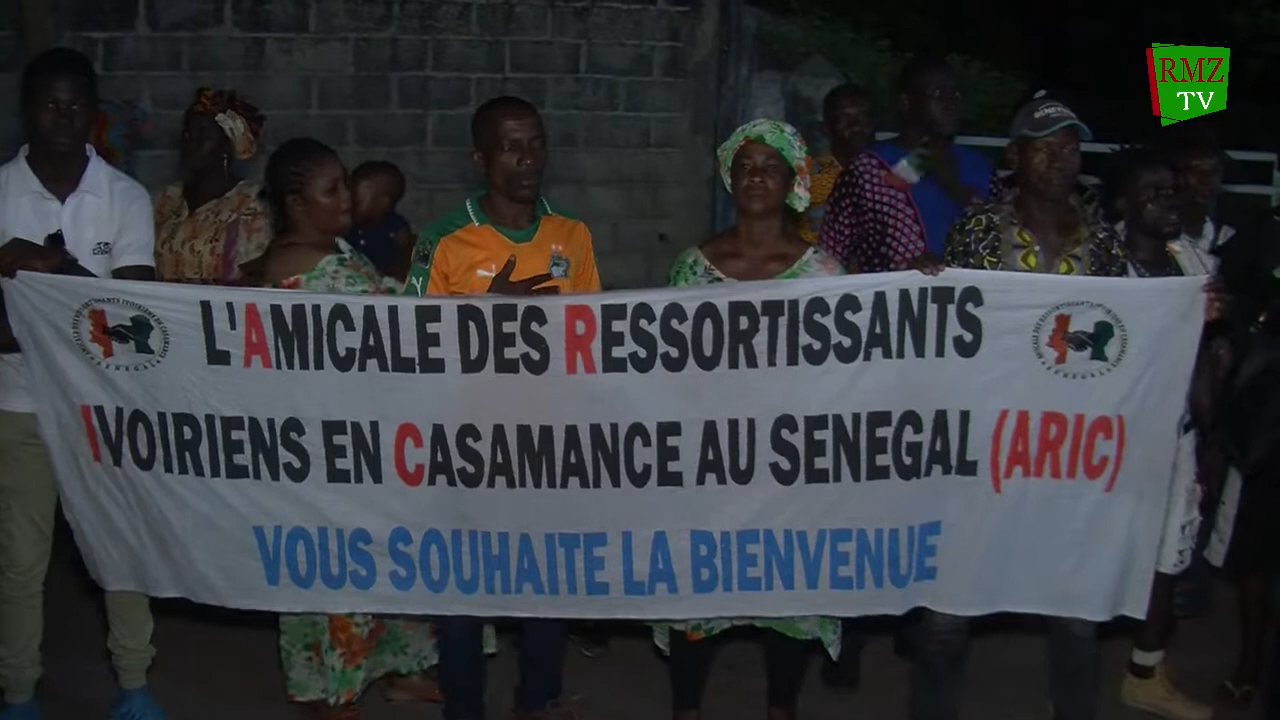 RMZ
TV
L'AMICALE DES RESSORTISSANTS
IVOIRIENS EN CASAMANCE AU SENEGAL (ARIC)
VOUS SOUHAITE LA BIENVENUE